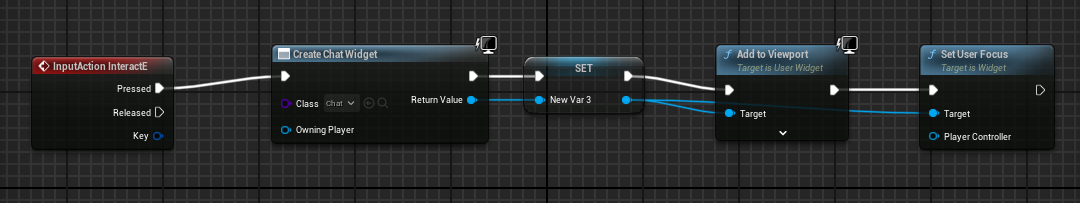 InputAction InteractE
Pressed
Released
Key
Create Chat Widget
Class Chat
Return Value
Owning Player
SET
New Var 3
Add to Viewport
Target is User Widget
Target
Set User Focus
Target is Widget
Target
Player Controller